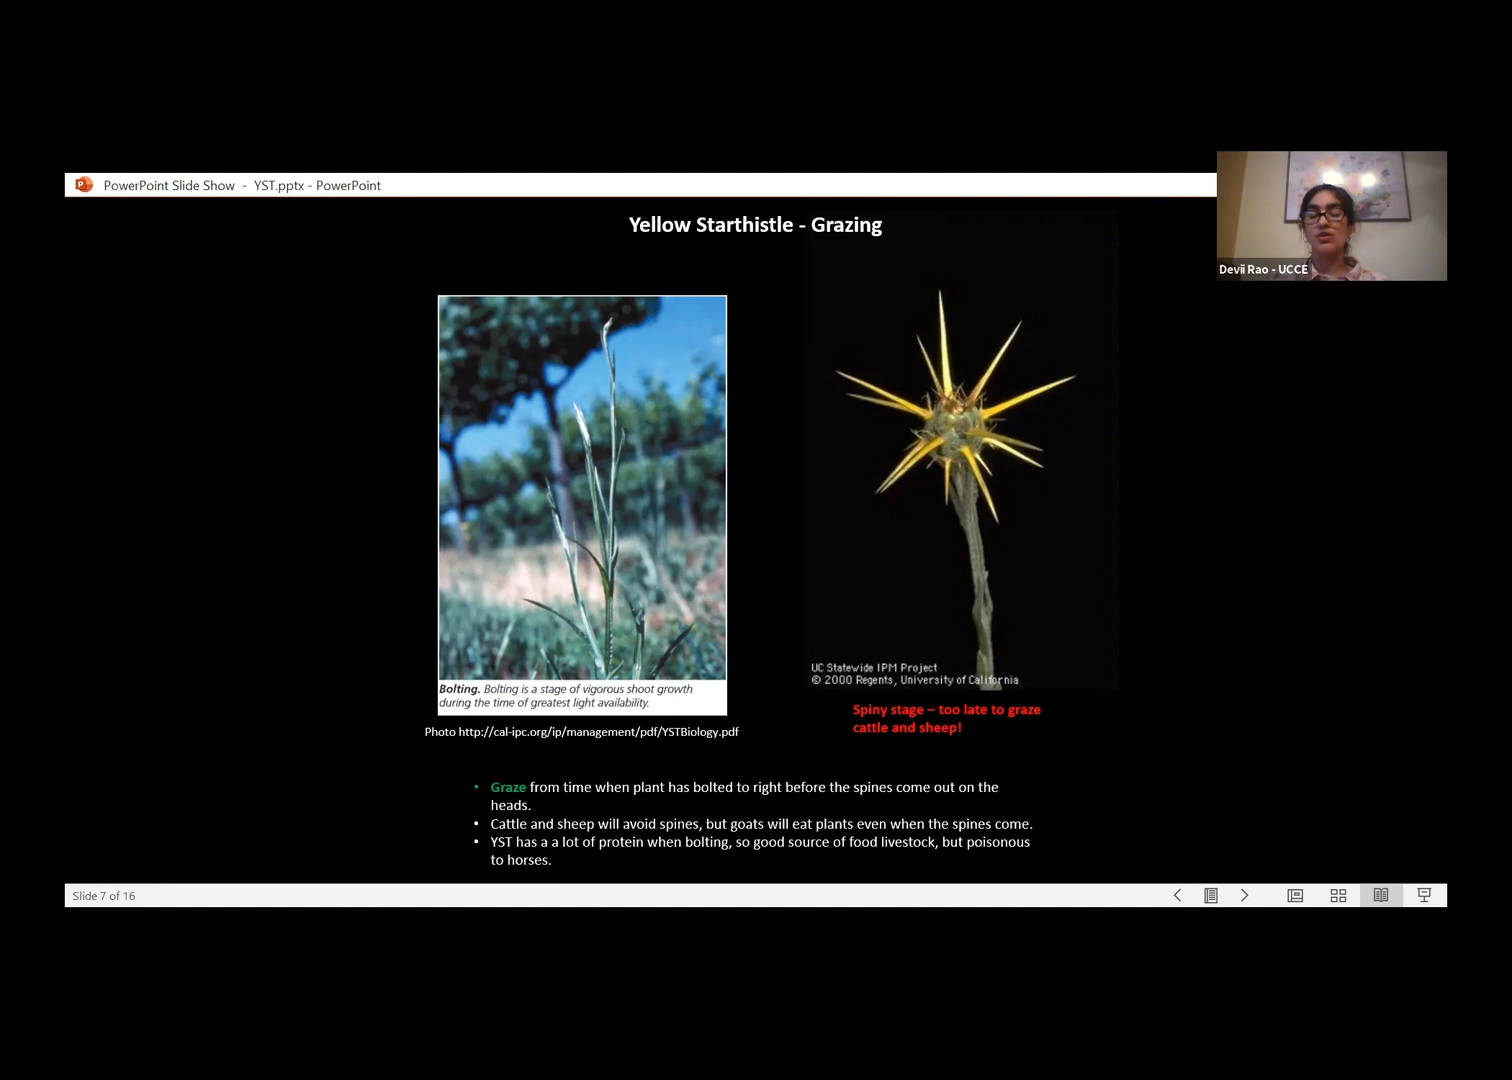 PowerPoint Slide Show - YST.pptx - PowerPoint
Yellow Starthistle - Grazing
Devii Rao - UCCE
UC Statewide IPM Project
© 2000 Regents, University of California
Bolting. Bolting is a stage of vigorous shoot growth
during the time of greatest light availability.
Photo http://cal-ipc.org/ip/management/pdf/YSTBiology.pdf
Spiny stage – too late to graze
cattle and sheep!
• Graze from time when plant has bolted to right before the spines come out on the
heads.
• Cattle and sheep will avoid spines, but goats will eat plants even when the spines come.
• YST has a a lot of protein when bolting, so good source of food livestock, but poisonous
to horses.
Slide 7 of 16